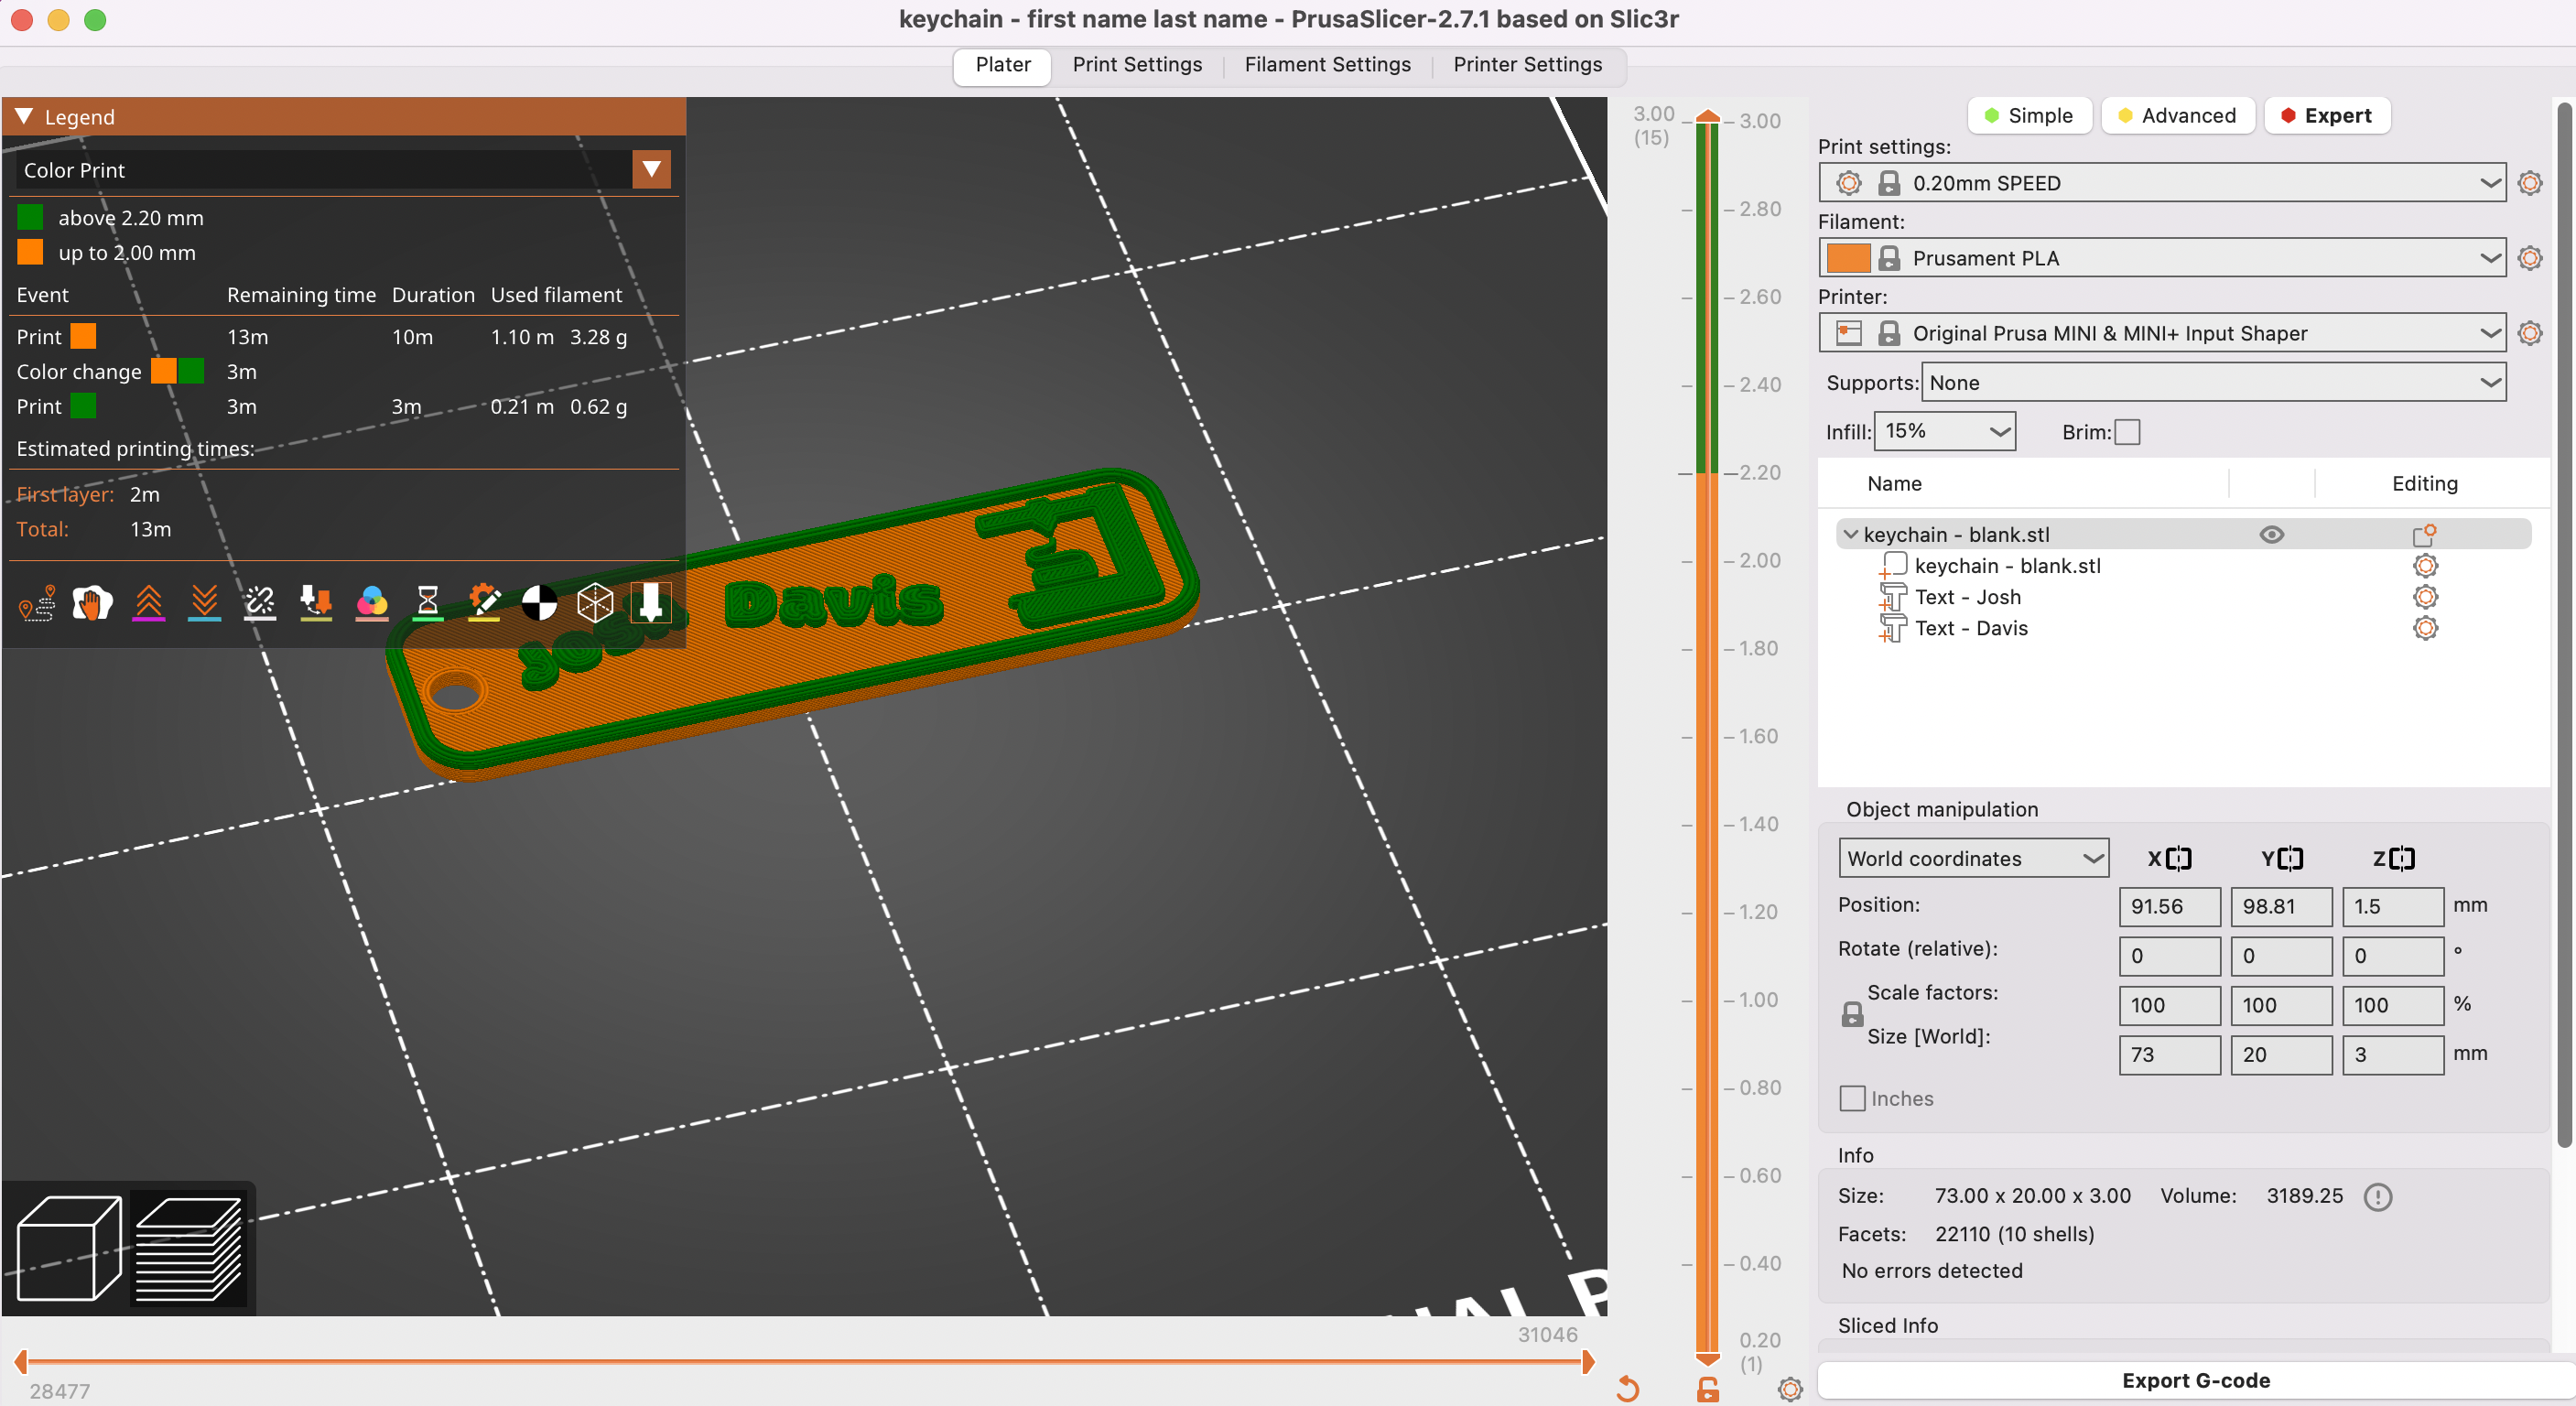 keychain - first name last name - PrusaSlicer-2.7.1 based on Slic3r
Plater Print Settings Filament Settings Printer Settings
Legend
Color Print
above 2.20 mm
up to 2.00 mm
Event Remaining time Duration Used filament
Print 13m 10m 1.10 m 3.28 g
Color change 3m
Print 3m 3m 0.21 m 0.62 g
Estimated printing times:
First layer: 2m
Total: 13m
Josh Davis
31046
28477
3.00
(15)
3.00
2.80
2.60
2.40
2.20
2.00
1.80
1.60
1.40
1.20
1.00
0.80
0.60
0.40
0.20
(1)
Simple Advanced Expert
Print settings:
0.20mm SPEED
Filament:
Prusament PLA
Printer:
Original Prusa MINI & MINI+ Input Shaper
Supports: None
Infill: 15% Brim:
Name Editing
keychain - blank.stl
keychain - blank.stl
Text - Josh
Text - Davis
Object manipulation
World coordinates X Y Z
Position: 91.56 98.81 1.5 mm
Rotate (relative): 0 0 0 °
Scale factors: 100 100 100 %
Size [World]: 73 20 3 mm
Inches
Info
Size: 73.00 x 20.00 x 3.00 Volume: 3189.25
Facets: 22110 (10 shells)
No errors detected
Sliced Info
Export G-code